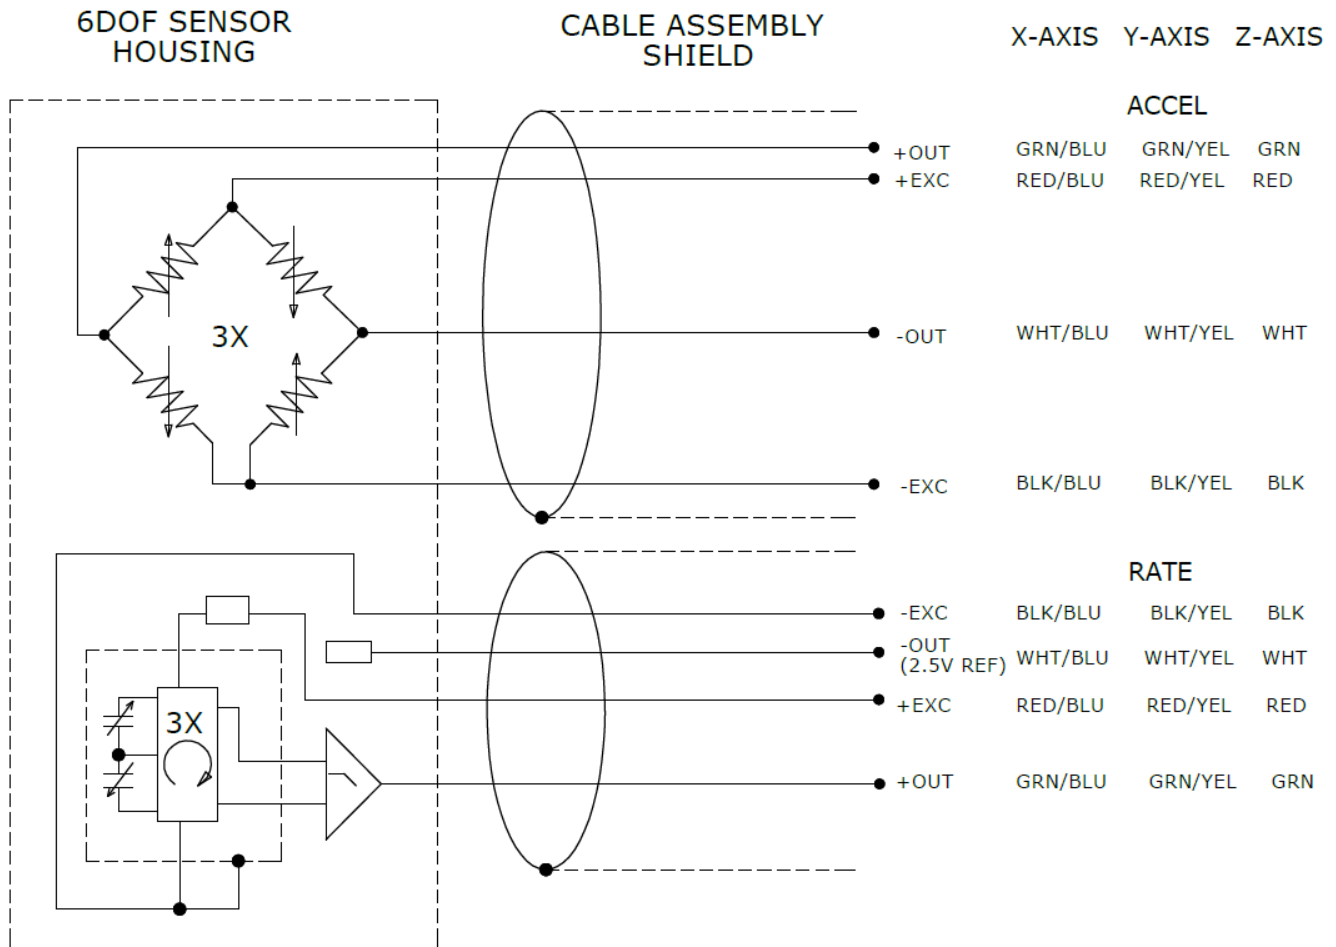 6DOF SENSOR
HOUSING
CABLE ASSEMBLY
SHIELD
X-AXIS Y-AXIS Z-AXIS
ACCEL
+OUT GRN/BLU GRN/YEL GRN
+EXC RED/BLU RED/YEL RED
3X
-OUT WHT/BLU WHT/YEL WHT
-EXC BLK/BLU BLK/YEL BLK
RATE
-EXC BLK/BLU BLK/YEL BLK
-OUT
(2.5V REF) WHT/BLU WHT/YEL WHT
+EXC RED/BLU RED/YEL RED
3X
+OUT GRN/BLU GRN/YEL GRN